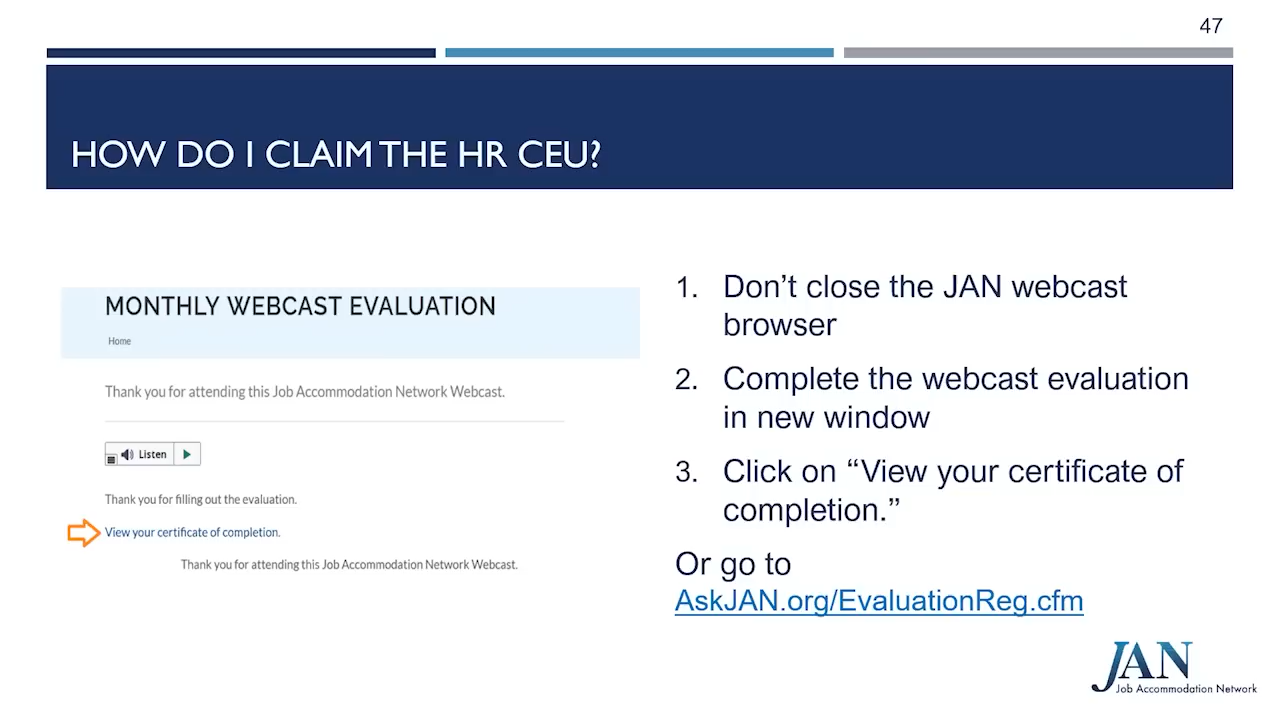 47
HOW DO I CLAIM THE HR CEU?
MONTHLY WEBCAST EVALUATION
Home
Thank you for attending this Job Accommodation Network Webcast.
Listen
Thank you for filling out the evaluation.
View your certificate of completion.
Thank you for attending this Job Accommodation Network Webcast.
1. Don’t close the JAN webcast
browser
2. Complete the webcast evaluation
in new window
3. Click on “View your certificate of
completion.”
Or go to
AskJAN.org/EvaluationReg.cfm
JAN
Job Accommodation Network